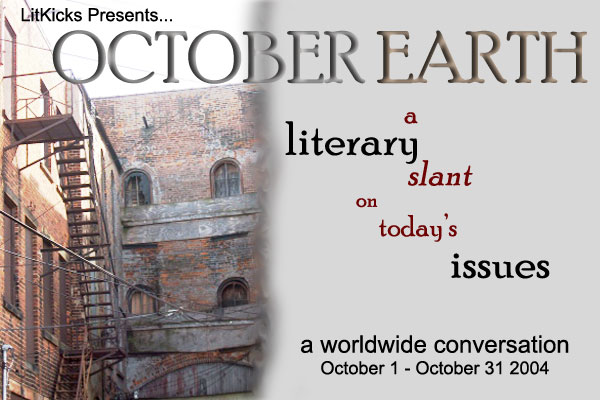 LitKicks Presents...
OCTOBER EARTH
a
literary
slant
on
today's
issues
a worldwide conversation
October 1 - October 31 2004